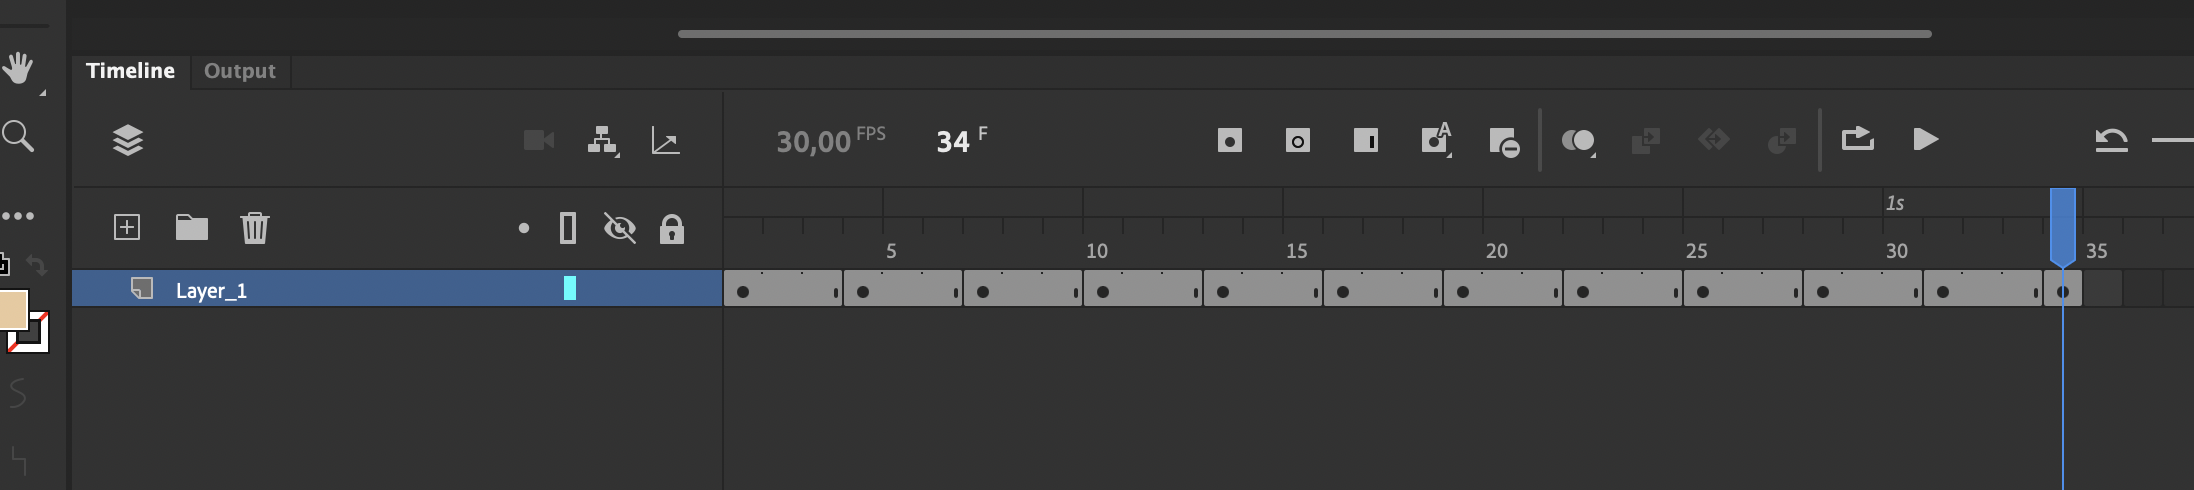 Timeline Output
30,00 FPS 34 F
A
1s
5 10 15 20 25 30 35
Layer_1